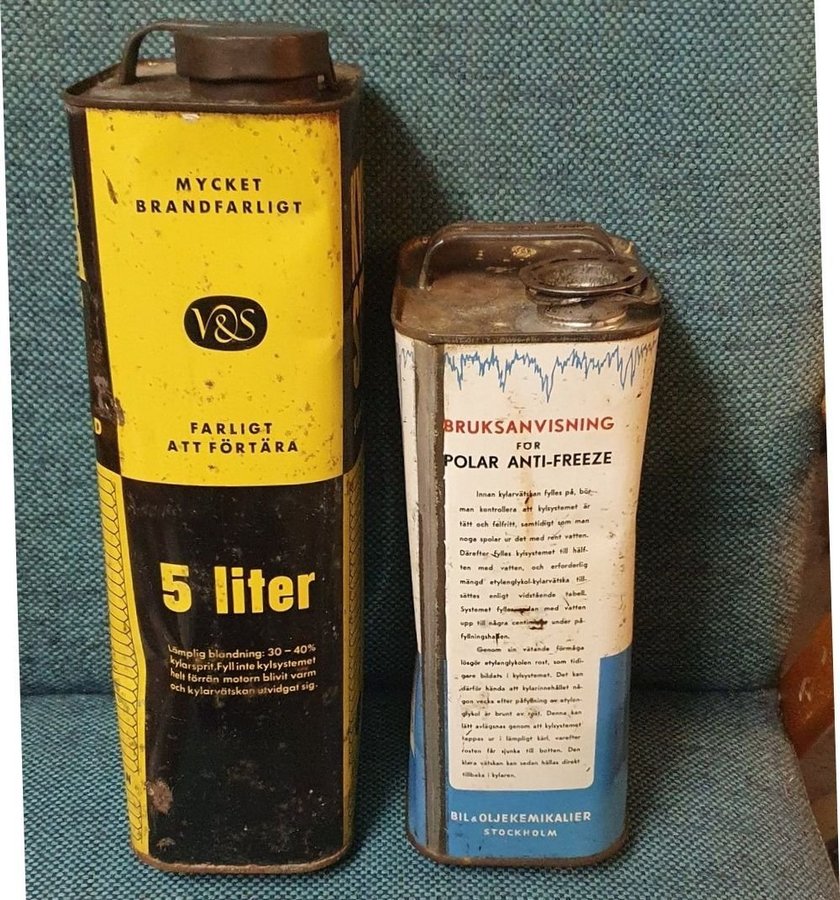 MYCKET
BRANDFARLIGT
V&S
FARLIGT
ATT FÖRTÄRA
5 liter
Lämplig blandning: 30 – 40%
kylarsprit. Fyll inte kylsystemet
helt förrän motorn blivit varm
och kylarvätskan utvidgat sig.
BRUKSANVISNING
FÖR
POLAR ANTI-FREEZE
Innan kylarvätskan fylles på, bör
man kontrollera att kylsystemet är
tätt och felfritt, samtidigt som man
noga spolar ur det med rent vatten.
Därefter fylles kylsystemet till hälf-
ten med vatten, och erforderlig
mängd etylenglykol-kylarvätska till-
sättes enligt vidstående tabell.
Systemet fylles sedan med vatten
upp till några centimeter under på-
fyllningshalsen.
Genom sin vätande förmåga
lösgör etylenglykolen rost, som tidi-
gare bildats i kylsystemet. Det kan
därför hända att kylarinnehållet nå-
gon vecka efter påfyllning av etylen-
glykol är brunt av rost. Denna kan
lätt avlägsnas genom att kylsystemet
tappas ur i lämpligt kärl, varefter
rosten får sjunka till botten. Den
klara vätskan kan sedan hällas direkt
tillbaka i kylaren.
BIL & OLJEKEMIKALIER
STOCKHOLM